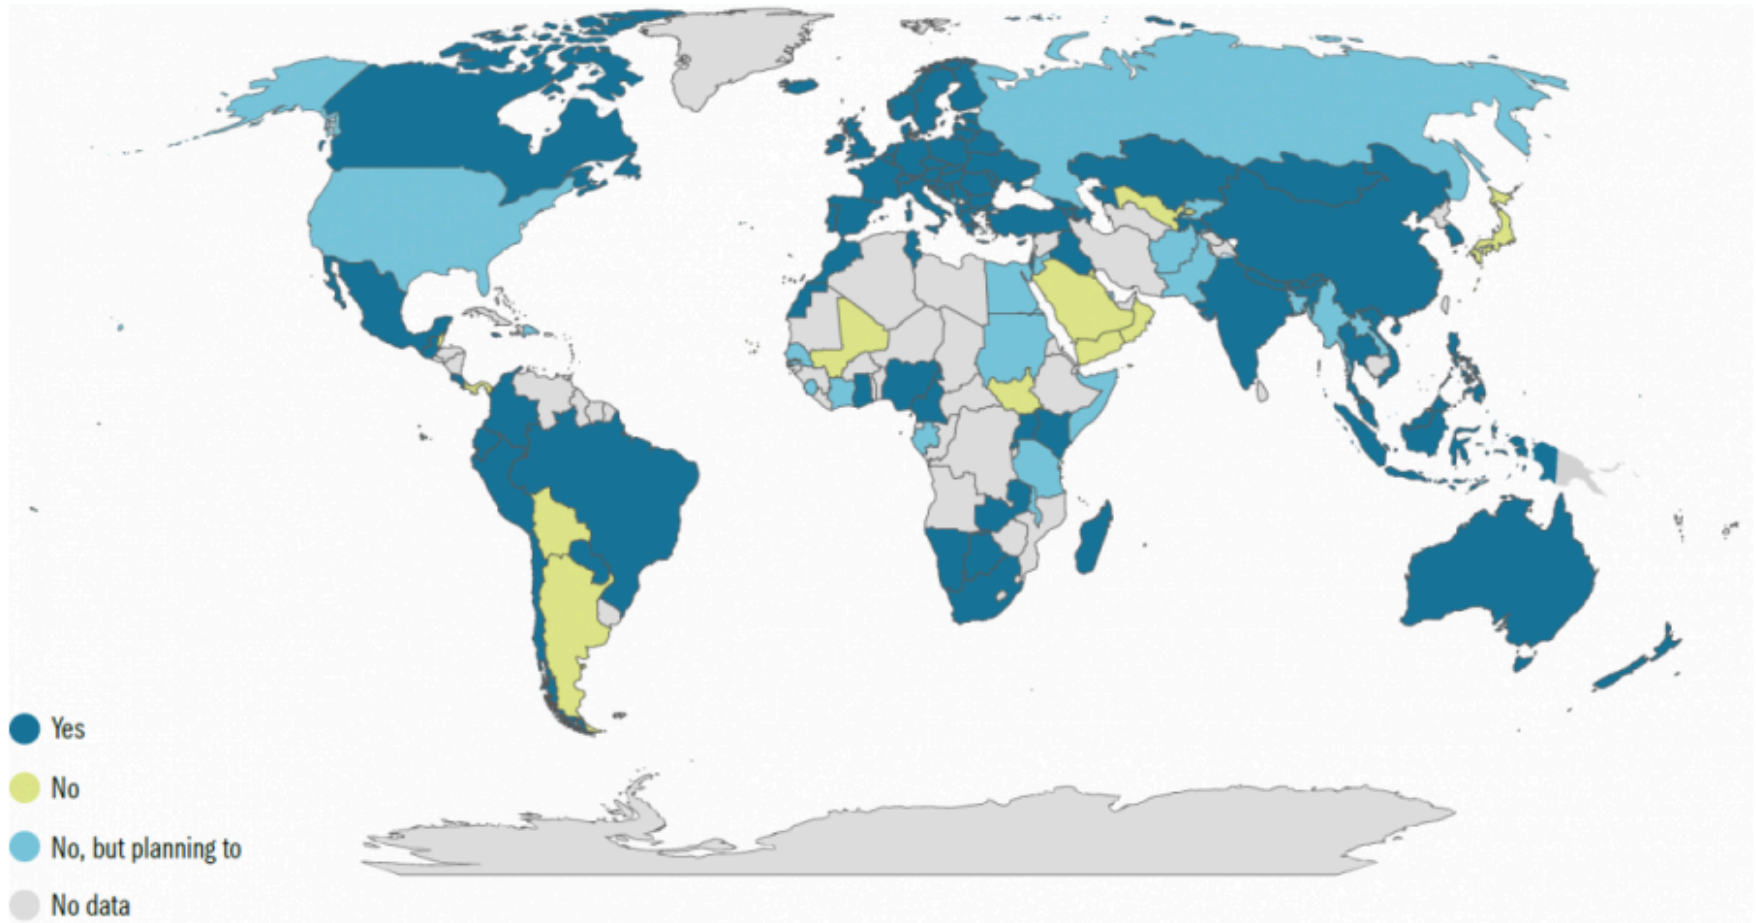 Yes
No
No, but planning to
No data